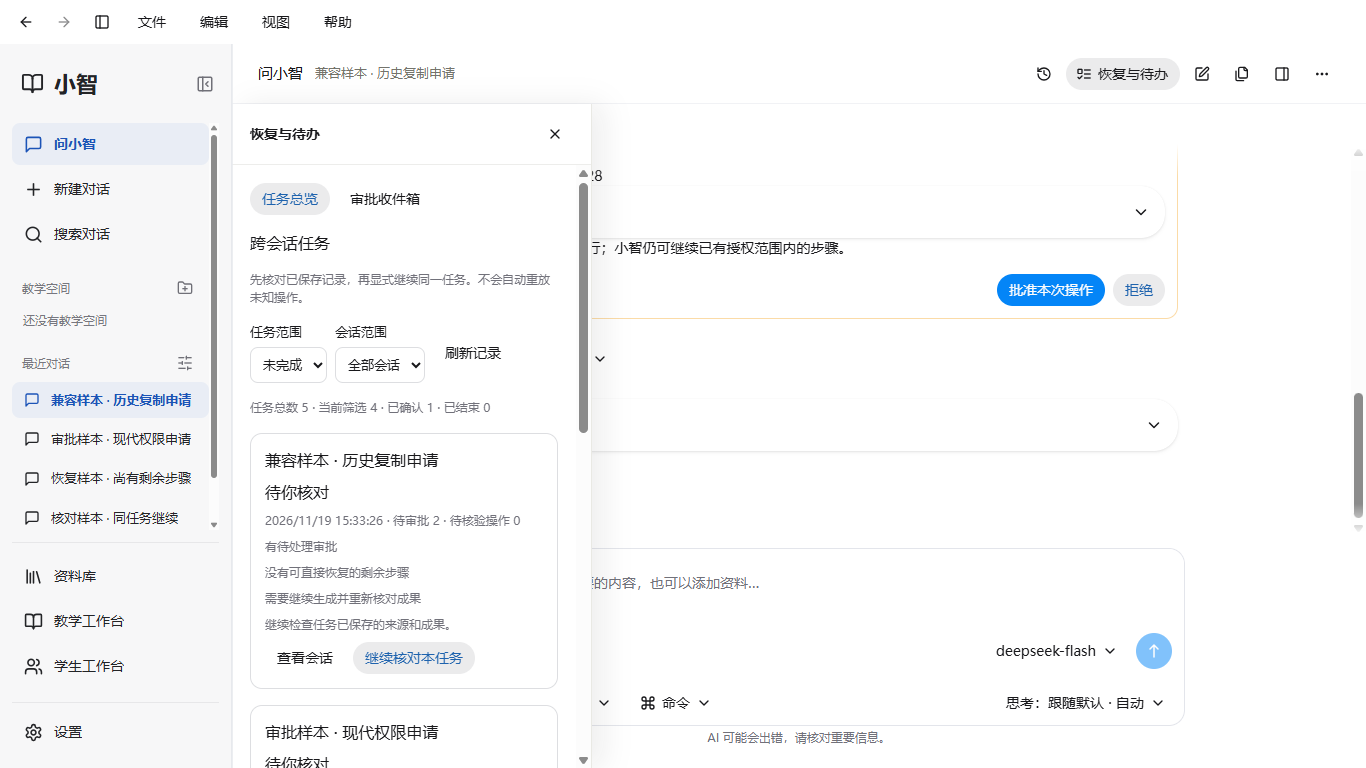 文件 编辑 视图 帮助
小智
问小智
新建对话
搜索对话
教学空间
还没有教学空间
最近对话
兼容样本 · 历史复制申请
审批样本 · 现代权限申请
恢复样本 · 尚有剩余步骤
核对样本 · 同任务继续
资料库
教学工作台
学生工作台
设置
问小智 兼容样本 · 历史复制申请
恢复与待办
恢复与待办
任务总览 审批收件箱
跨会话任务
先核对已保存记录，再显式继续同一任务。不会自动重放
未知操作。
任务范围 会话范围
未完成 全部会话 刷新记录
任务总数 5 · 当前筛选 4 · 已确认 1 · 已结束 0
兼容样本 · 历史复制申请
待你核对
2026/11/19 15:33:26 · 待审批 2 · 待核验操作 0
有待处理审批
没有可直接恢复的剩余步骤
需要继续生成并重新核对成果
继续检查任务已保存的来源和成果。
查看会话 继续核对本任务
审批样本 · 现代权限申请
待你核对
28
行；小智仍可继续已有授权范围内的步骤。
批准本次操作 拒绝
的内容，也可以添加资料...
deepseek-flash
命令 思考：跟随默认 · 自动
AI 可能会出错，请核对重要信息。